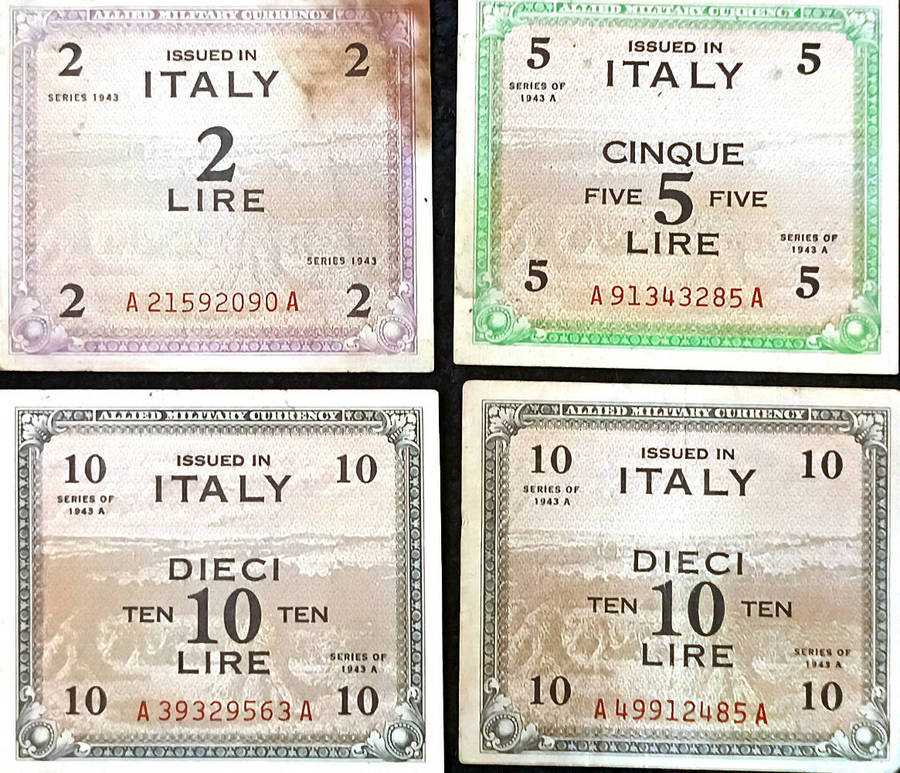 ALLIED MILITARY CURRENCY
2 ISSUED IN 2
ITALY
SERIES 1943
2
LIRE
SERIES 1943
2 A 21592090 A 2
ALLIED MILITARY CURRENCY
5 ISSUED IN 5
ITALY
SERIES OF
1943 A
CINQUE
FIVE 5 FIVE
LIRE
SERIES OF
1943 A
5 A 91343285 A 5
ALLIED MILITARY CURRENCY
10 ISSUED IN 10
ITALY
SERIES OF
1943 A
DIECI
TEN 10 TEN
LIRE
SERIES OF
1943 A
10 A 39329563 A 10
ALLIED MILITARY CURRENCY
10 ISSUED IN 10
ITALY
SERIES OF
1943 A
DIECI
TEN 10 TEN
LIRE
SERIES OF
1943 A
10 A 49912485 A 10